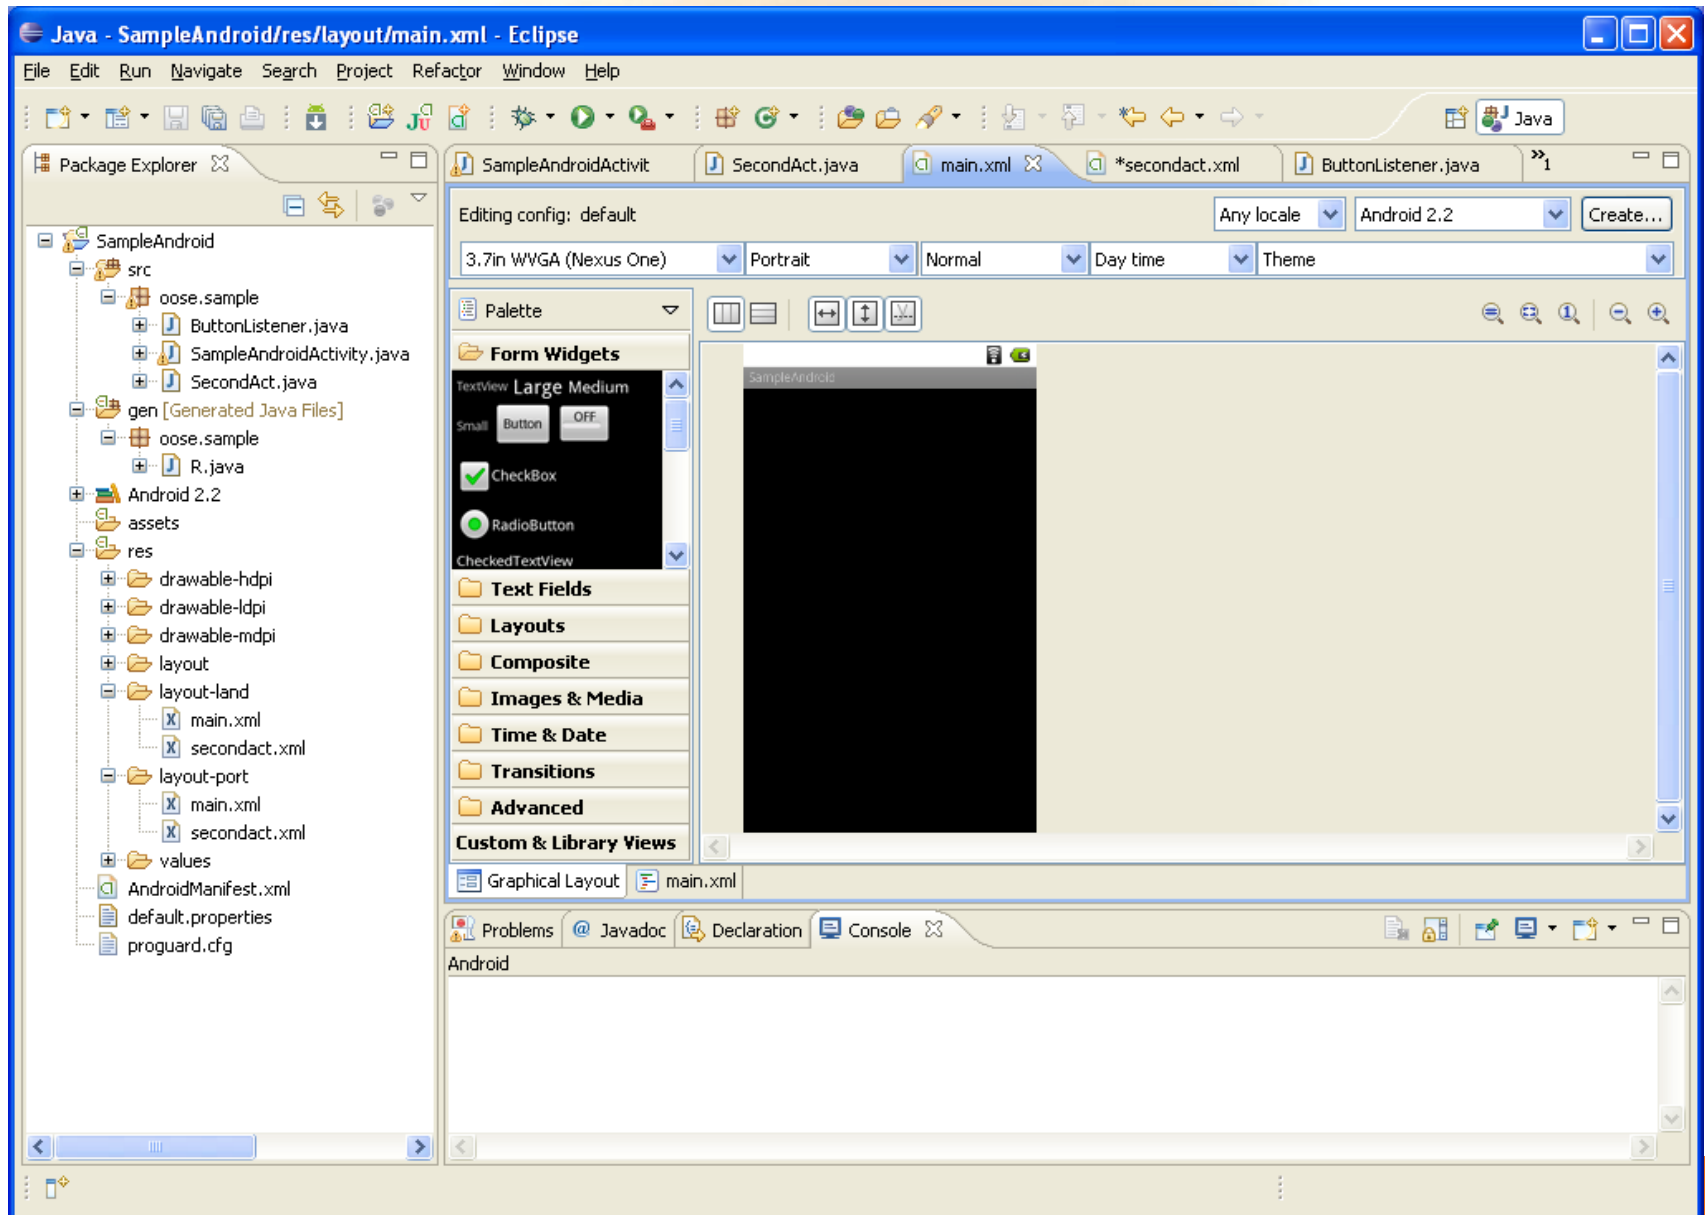 Java - SampleAndroid/res/layout/main.xml - Eclipse
File Edit Run Navigate Search Project Refactor Window Help
Java
Package Explorer
SampleAndroid
src
oose.sample
ButtonListener.java
SampleAndroidActivity.java
SecondAct.java
gen [Generated Java Files]
oose.sample
R.java
Android 2.2
assets
res
drawable-hdpi
drawable-ldpi
drawable-mdpi
layout
layout-land
main.xml
secondact.xml
layout-port
main.xml
secondact.xml
values
AndroidManifest.xml
default.properties
proguard.cfg
SampleAndroidActivit SecondAct.java main.xml *secondact.xml ButtonListener.java »1
Editing config: default Any locale Android 2.2 Create...
3.7in WVGA (Nexus One) Portrait Normal Day time Theme
Palette
Form Widgets
TextView Large Medium
Small Button OFF
CheckBox
RadioButton
CheckedTextView
Text Fields
Layouts
Composite
Images & Media
Time & Date
Transitions
Advanced
Custom & Library Views
SampleAndroid
Graphical Layout main.xml
Problems @ Javadoc Declaration Console
Android